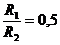 R₁/R₂ = 0,5